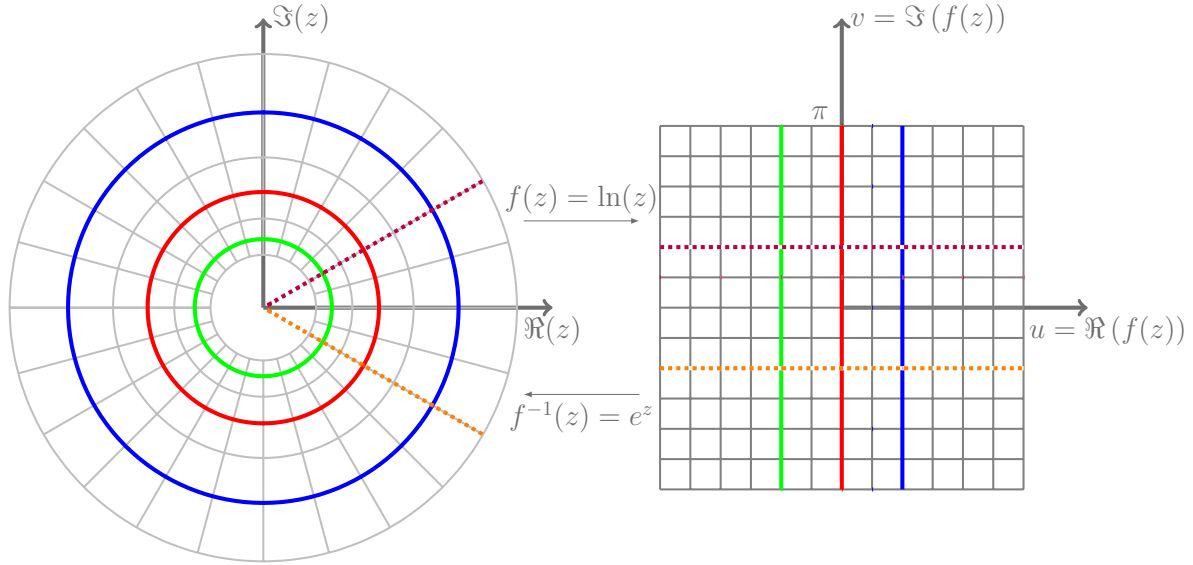 ℑ(z)
v = ℑ (f(z))
π
f(z) = ln(z)
ℜ(z)
u = ℜ (f(z))
f⁻¹(z) = eᶻ